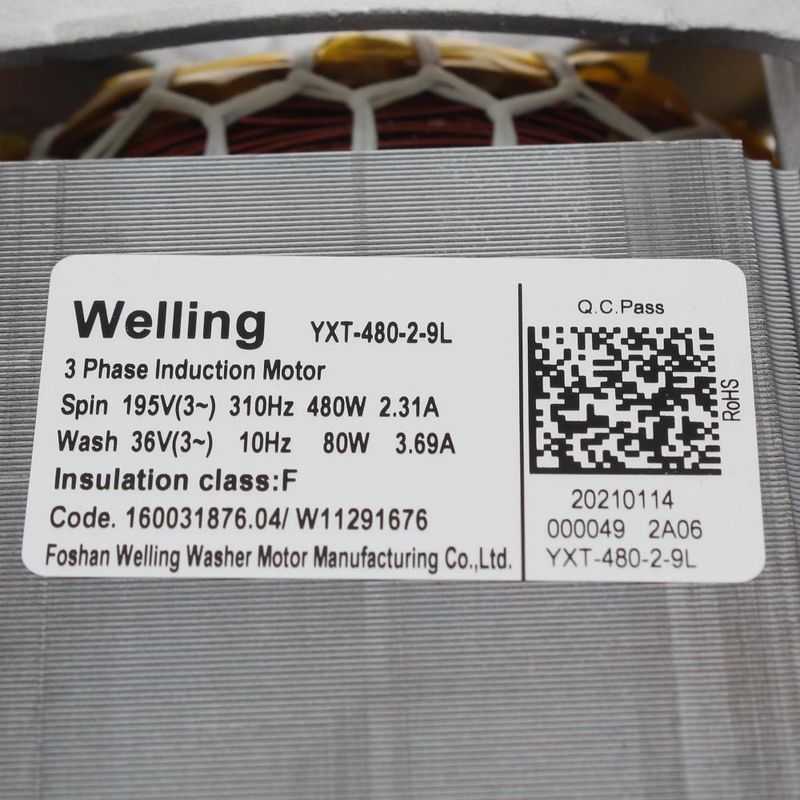 Welling YXT-480-2-9L
3 Phase Induction Motor
Spin 195V(3~) 310Hz 480W 2.31A
Wash 36V(3~) 10Hz 80W 3.69A
Insulation class:F
Code. 160031876.04/ W11291676
Foshan Welling Washer Motor Manufacturing Co.,Ltd.
Q.C.Pass
RoHS
20210114
000049 2A06
YXT-480-2-9L